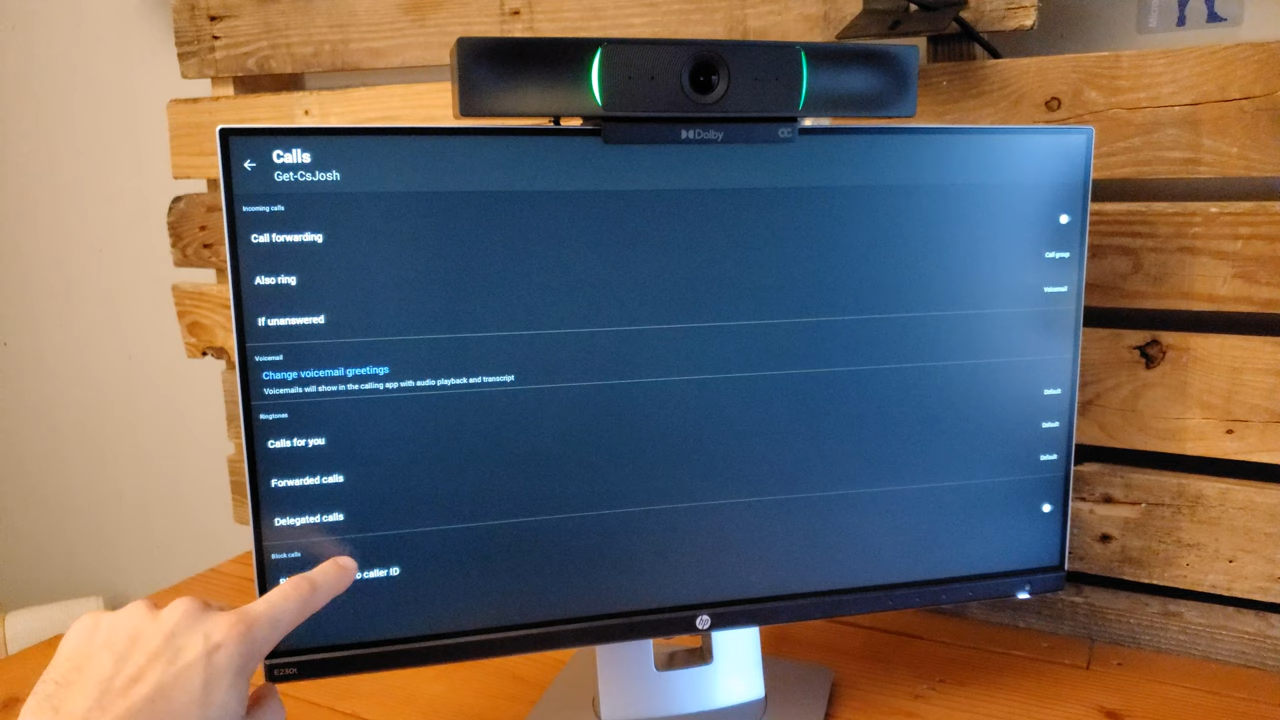 Dolby
Calls
Get-CsJosh
Incoming calls
Call forwarding
Also ring
Call group
If unanswered
Voicemail
Voicemail
Change voicemail greetings
Voicemails will show in the calling app with audio playback and transcript
Ringtones
Calls for you
Default
Forwarded calls
Default
Delegated calls
Default
Block calls
caller ID
hp
E230t